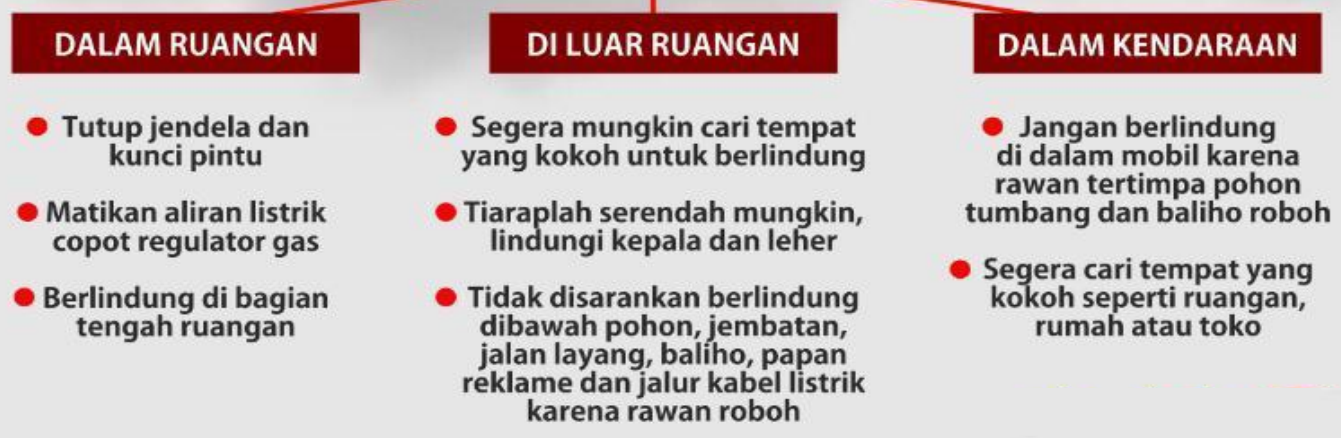 DALAM RUANGAN
● Tutup jendela dan
kunci pintu
● Matikan aliran listrik
copot regulator gas
● Berlindung di bagian
tengah ruangan
DI LUAR RUANGAN
● Segera mungkin cari tempat
yang kokoh untuk berlindung
● Tiaraplah serendah mungkin,
lindungi kepala dan leher
● Tidak disarankan berlindung
dibawah pohon, jembatan,
jalan layang, baliho, papan
reklame dan jalur kabel listrik
karena rawan roboh
DALAM KENDARAAN
● Jangan berlindung
di dalam mobil karena
rawan tertimpa pohon
tumbang dan baliho roboh
● Segera cari tempat yang
kokoh seperti ruangan,
rumah atau toko